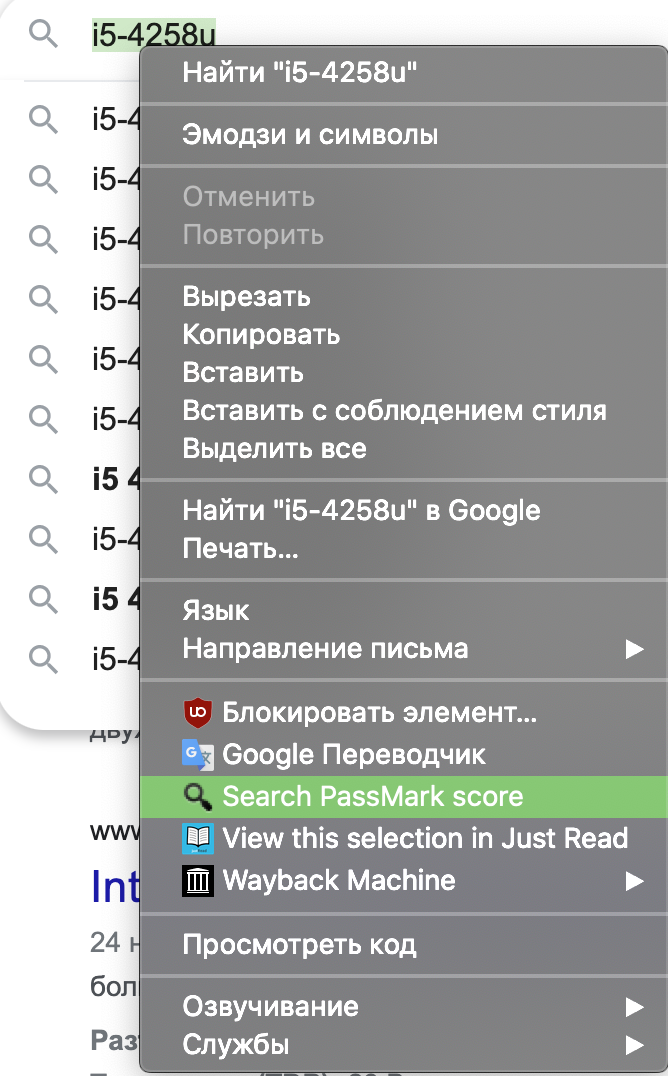 i5-4258u
Найти "i5-4258u"
i5-4
Эмодзи и символы
i5-4
Отменить
Повторить
i5-4
i5-4
Вырезать
Копировать
i5-4
Вставить
Вставить с соблюдением стиля
i5-4
Выделить все
i5 4
Найти "i5-4258u" в Google
i5-4
Печать...
i5 4
Язык
Направление письма
i5-4
UO
Блокировать элемент...
G
Google Переводчик
Search PassMark score
View this selection in Just Read
www
Wayback Machine
Int
24 н
Просмотреть код
бол
Озвучивание
Раз
Службы